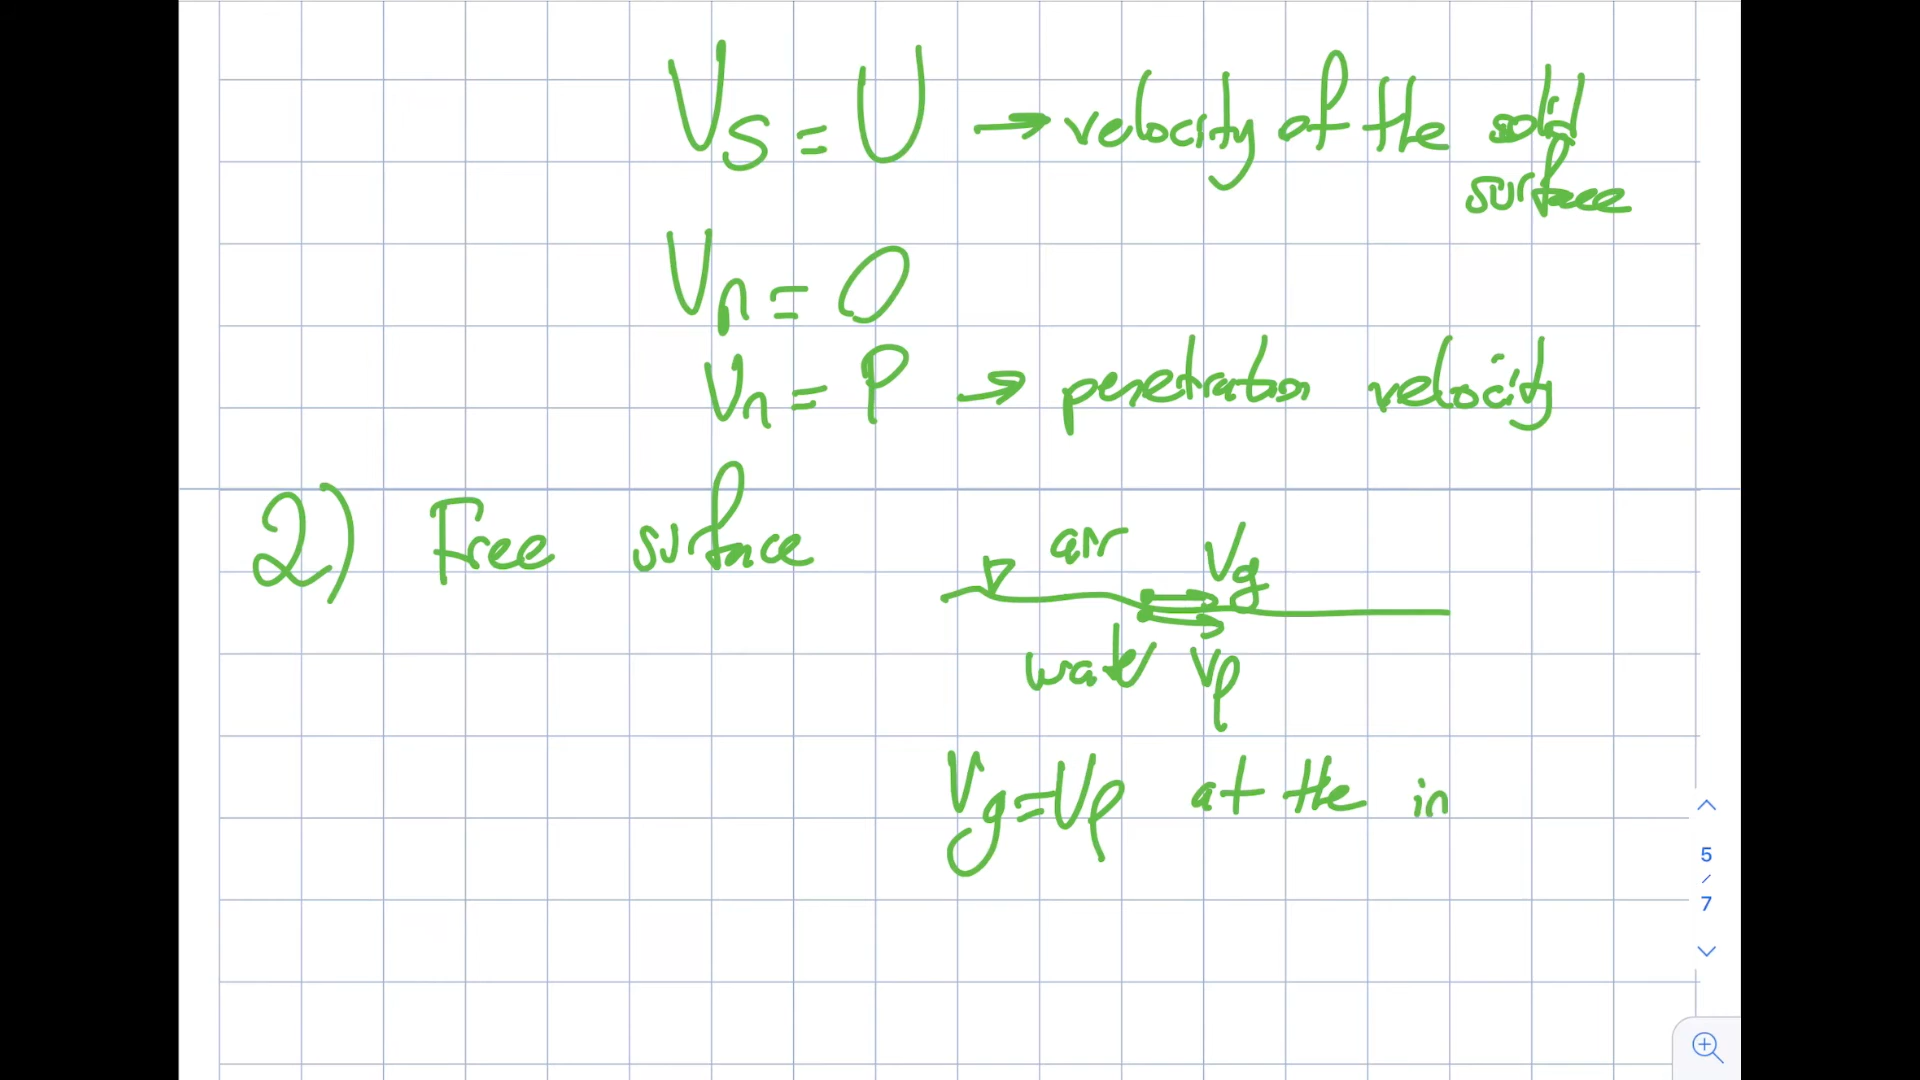 Vs = U → velocity of the solid
surface
Vn = 0
Vn = P → penetration velocity
2) Free surface
air Vg
water Vl
Vg = Vl at the in
5
/
7